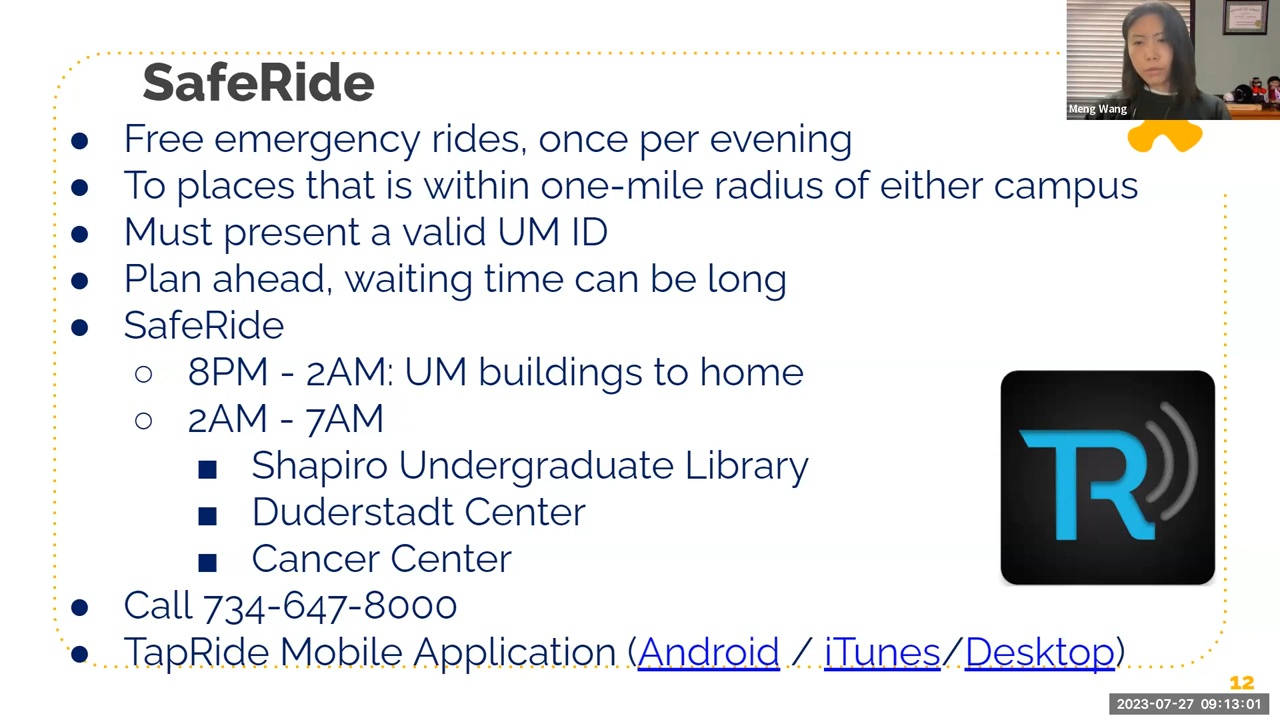 SafeRide
Meng Wang
● Free emergency rides, once per evening
● To places that is within one-mile radius of either campus
● Must present a valid UM ID
● Plan ahead, waiting time can be long
● SafeRide
○ 8PM - 2AM: UM buildings to home
○ 2AM - 7AM
■ Shapiro Undergraduate Library
■ Duderstadt Center
■ Cancer Center
TR
● Call 734-647-8000
● TapRide Mobile Application (Android / iTunes/Desktop)
12
2023-07-27 09:13:01